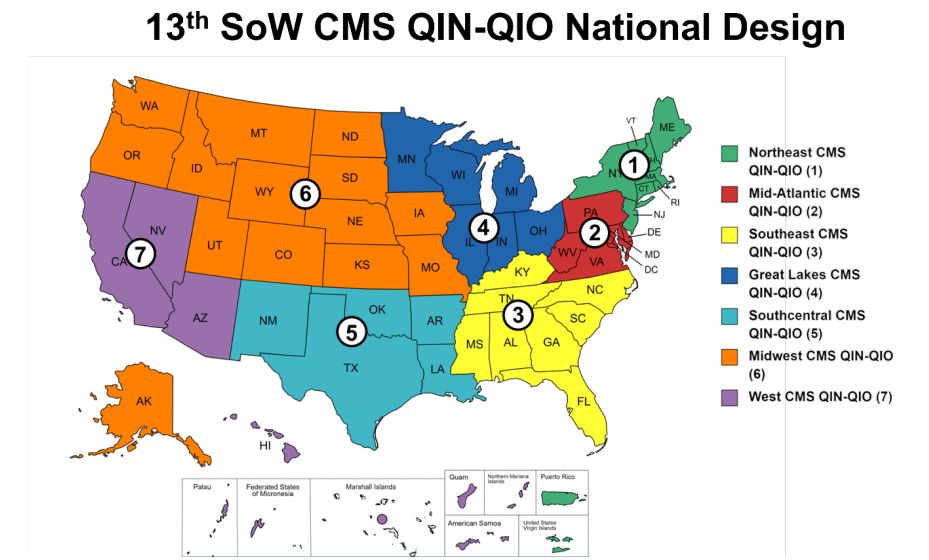 13th SoW CMS QIN-QIO National Design
WA
MT
ND
MN
VT
ME
OR
ID
WI
MI
NY
MA
CT
RI
WY
6
SD
1
IA
4
NE
PA
2
NJ
DE
MD
DC
NV
7
CA
UT
CO
KS
MO
IL
IN
OH
WV
VA
KY
AZ
NM
OK
5
TX
AR
LA
TN
3
NC
SC
MS
AL
GA
FL
AK
HI
Northeast CMS
QIN-QIO (1)
Mid-Atlantic CMS
QIN-QIO (2)
Southeast CMS
QIN-QIO (3)
Great Lakes CMS
QIN-QIO (4)
Southcentral CMS
QIN-QIO (5)
Midwest CMS QIN-QIO
(6)
West CMS QIN-QIO (7)
Palau
Federated States
of Micronesia
Marshall Islands
Guam
Northern Mariana
Islands
Puerto Rico
American Samoa
United States
Virgin Islands